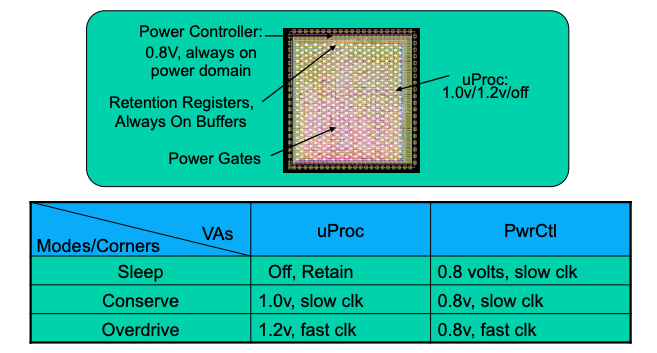 Power Controller:
0.8V, always on
power domain
Retention Registers,
Always On Buffers
Power Gates
uProc:
1.0v/1.2v/off
VAs
Modes/Corners
uProc
PwrCtl
Sleep
Off, Retain
0.8 volts, slow clk
Conserve
1.0v, slow clk
0.8v, slow clk
Overdrive
1.2v, fast clk
0.8v, fast clk